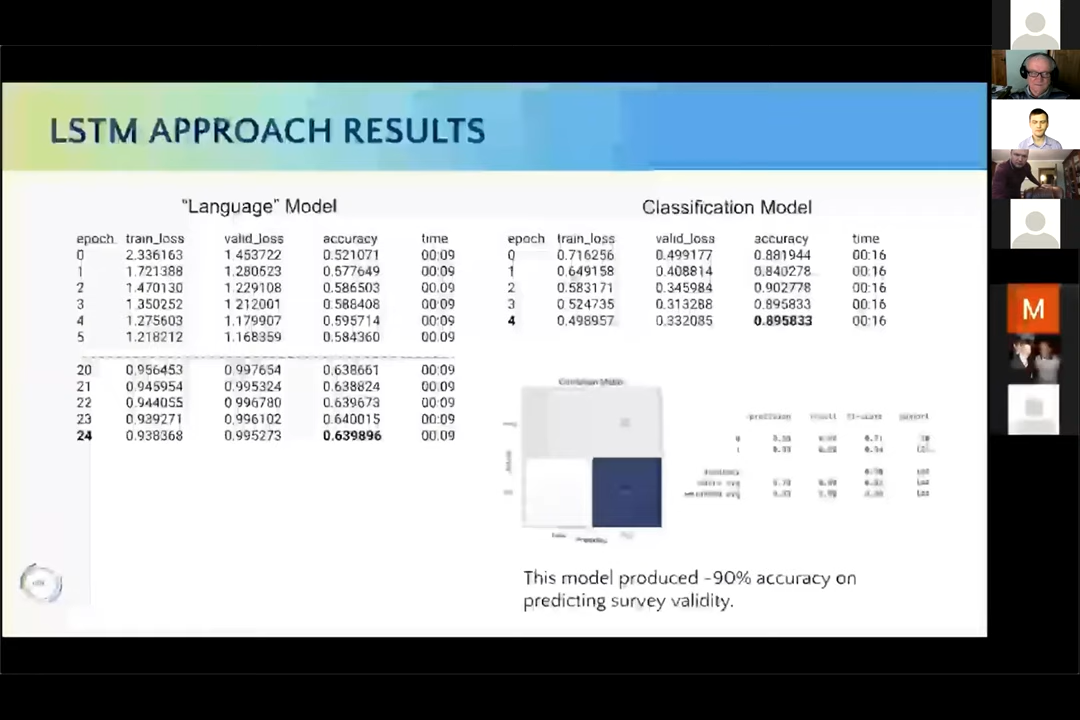 LSTM APPROACH RESULTS
"Language" Model
epoch train_loss valid_loss accuracy time
0 2.336163 1.453722 0.521071 00:09
1 1.721388 1.280523 0.577649 00:09
2 1.470130 1.229108 0.586503 00:09
3 1.350252 1.212001 0.588408 00:09
4 1.275603 1.179907 0.595714 00:09
5 1.218212 1.168359 0.584360 00:09
20 0.956453 0.997654 0.638661 00:09
21 0.945954 0.995324 0.638824 00:09
22 0.944055 0.996780 0.639673 00:09
23 0.939271 0.996102 0.640015 00:09
24 0.938368 0.995273 0.639896 00:09
Classification Model
epoch train_loss valid_loss accuracy time
0 0.716256 0.499177 0.881944 00:16
1 0.649158 0.408814 0.840278 00:16
2 0.583171 0.345984 0.902778 00:16
3 0.524735 0.313288 0.895833 00:16
4 0.498957 0.332085 0.895833 00:16
Confusion Matrix
precision recall f1-score support
This model produced ~90% accuracy on
predicting survey validity.
M